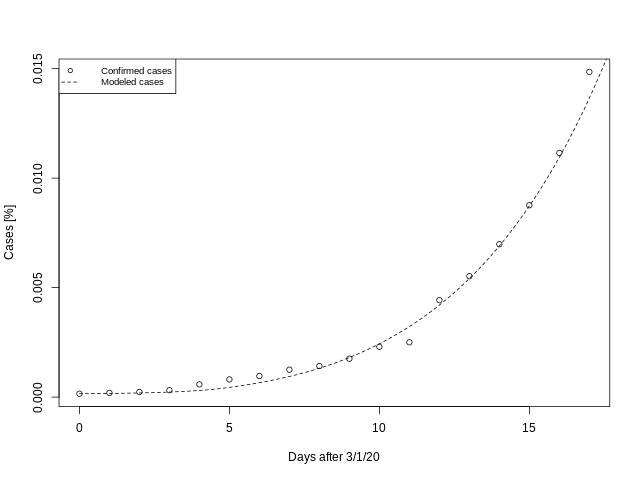 Confirmed cases
Modeled cases
0.015
0.010
0.005
0.000
Cases [%]
0 5 10 15
Days after 3/1/20